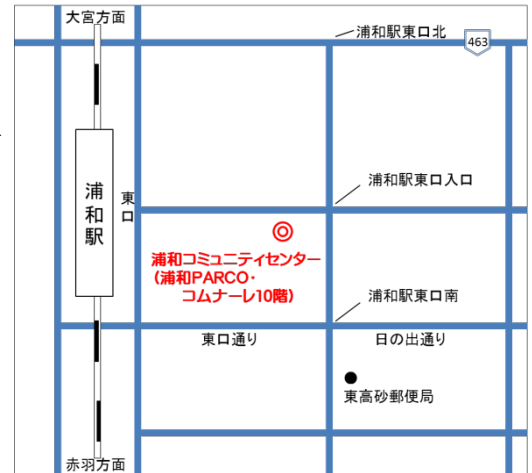 大宮方面
浦和駅東口北
463
浦和駅東口入口
浦和駅
東口
浦和コミュニティセンター
(浦和PARCO・
コムナーレ10階)
浦和駅東口南
東口通り
日の出通り
東高砂郵便局
赤羽方面